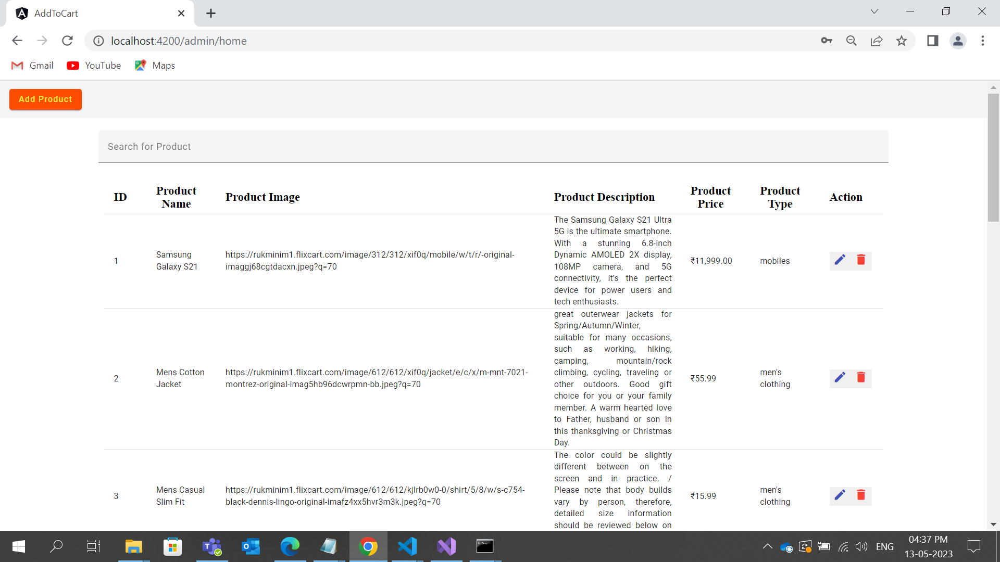 AddToCart
localhost:4200/admin/home
Gmail YouTube Maps
Add Product
Search for Product
ID Product Name Product Image Product Description Product Price Product Type Action
1
Samsung
Galaxy S21
https://rukminim1.flixcart.com/image/312/312/xif0q/mobile/w/t/r/-original-
imaggj68cgtdacxn.jpeg?q=70
The Samsung Galaxy S21 Ultra
5G is the ultimate smartphone.
With a stunning 6.8-inch
Dynamic AMOLED 2X display,
108MP camera, and 5G
connectivity, it's the perfect
device for power users and
tech enthusiasts.
₹11,999.00
mobiles
2
Mens Cotton
Jacket
https://rukminim1.flixcart.com/image/612/612/xif0q/jacket/e/c/x/m-mnt-7021-
montrez-original-imag5hb96dcwrpmn-bb.jpeg?q=70
great outerwear jackets for
Spring/Autumn/Winter,
suitable for many occasions,
such as working, hiking,
camping, mountain/rock
climbing, cycling, traveling or
other outdoors. Good gift
choice for you or your family
member. A warm hearted love
to Father, husband or son in
this thanksgiving or Christmas
Day.
₹55.99
men's
clothing
3
Mens Casual
Slim Fit
https://rukminim1.flixcart.com/image/612/612/kjlrb0w0-0/shirt/5/8/w/s-c754-
black-dennis-lingo-original-imafz4xx5hvr3m3k.jpeg?q=70
The color could be slightly
different between on the
screen and in practice. /
Please note that body builds
vary by person, therefore,
detailed size information
should be reviewed below on
₹15.99
men's
clothing
ENG
04:37 PM
13-05-2023